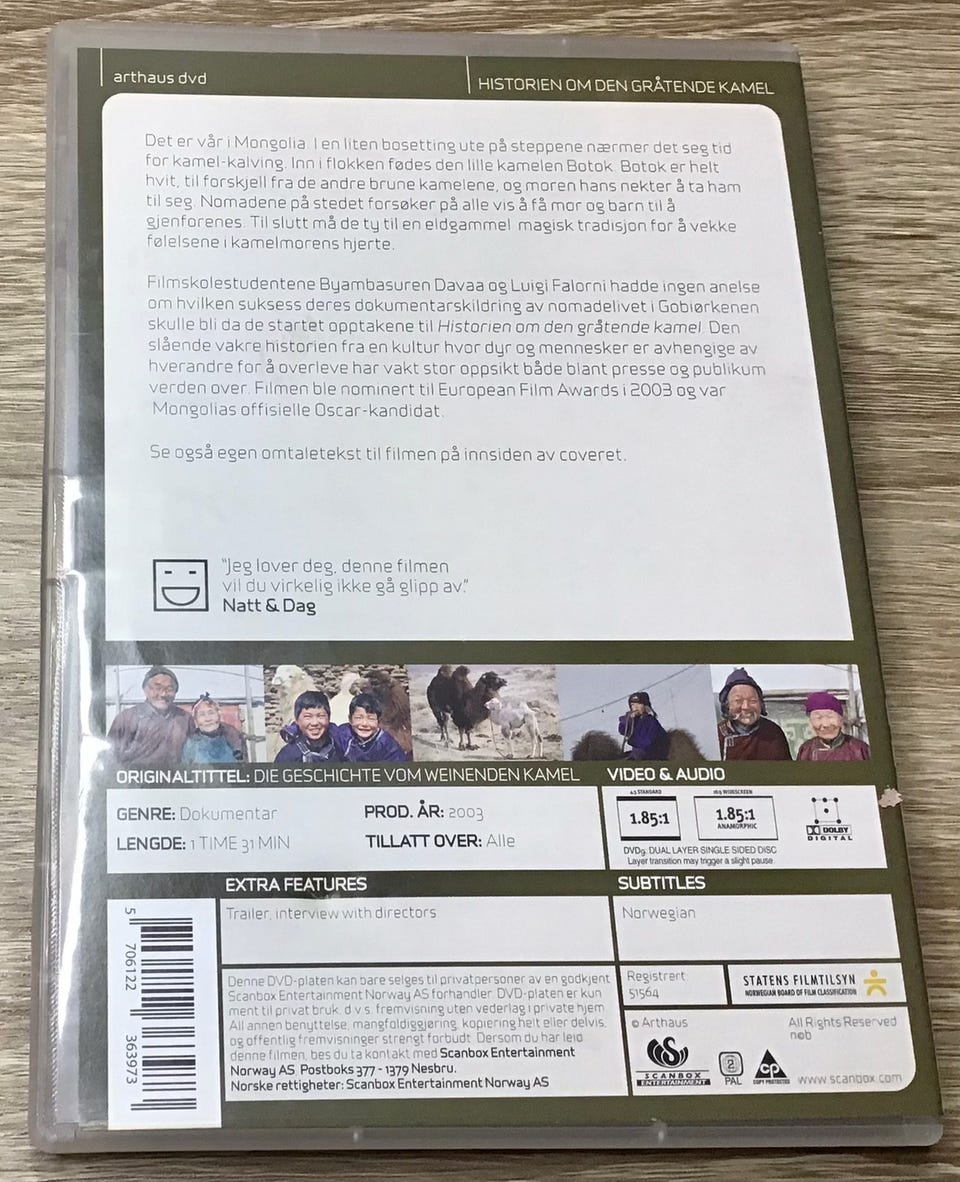 arthaus dvd
HISTORIEN OM DEN GRÅTENDE KAMEL
Det er vår i Mongolia. I en liten bosetting ute på steppene nærmer det seg tid
for kamel-kalving. Inn i flokken fødes den lille kamelen Botok. Botok er helt
hvit, til forskjell fra de andre brune kamelene, og moren hans nekter å ta ham
til seg. Nomadene på stedet forsøker på alle vis å få mor og barn til å
gjenforenes. Til slutt må de ty til en eldgammel magisk tradisjon for å vekke
følelsene i kamelmorens hjerte.
Filmskolestudentene Byambasuren Davaa og Luigi Falorni hadde ingen anelse
om hvilken suksess deres dokumentarskildring av nomadelivet i Gobiørkenen
skulle bli da de startet opptakene til Historien om den gråtende kamel. Den
slående vakre historien fra en kultur hvor dyr og mennesker er avhengige av
hverandre for å overleve har vakt stor oppsikt både blant presse og publikum
verden over. Filmen ble nominert til European Film Awards i 2003 og var
Mongolias offisielle Oscar-kandidat.
Se også egen omtaletekst til filmen på innsiden av coveret.
"Jeg lover deg, denne filmen
vil du virkelig ikke gå glipp av."
Natt & Dag
ORIGINALTITTEL: DIE GESCHICHTE VOM WEINENDEN KAMEL
GENRE: Dokumentar
PROD. ÅR: 2003
LENGDE: 1 TIME 31 MIN
TILLATT OVER: Alle
VIDEO & AUDIO
4:3 STANDARD
1.85:1
16:9 WIDESCREEN
1.85:1
ANAMORPHIC
DOLBY
DIGITAL
DVD9: DUAL LAYER SINGLE SIDED DISC
Layer transition may trigger a slight pause.
EXTRA FEATURES
Trailer, interview with directors
SUBTITLES
Norwegian
5 706122 363973
Denne DVD-platen kan bare selges til privatpersoner av en godkjent
Scanbox Entertainment Norway AS forhandler. DVD-platen er kun
ment til privat bruk, d.v.s. fremvisning uten vederlag i private hjem.
All annen benyttelse, mangfoldiggjøring, kopiering helt eller delvis,
og offentlig fremvisninger strengt forbudt. Dersom du har leid
denne filmen, bes du ta kontakt med Scanbox Entertainment
Norway AS, Postboks 377 - 1379 Nesbru.
Norske rettigheter: Scanbox Entertainment Norway AS
Registrert
51564
STATENS FILMTILSYN
NORWEGIAN BOARD OF FILM CLASSIFICATION
© Arthaus
All Rights Reserved
ncb
SCANBOX
ENTERTAINMENT
2
PAL
CP
COPY PROTECTED
www.scanbox.com